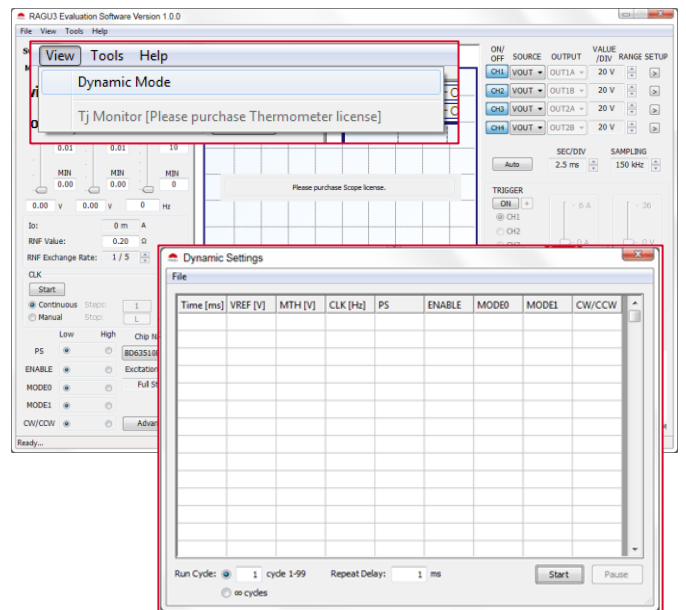 RAGU3 Evaluation Software Version 1.0.0
File View Tools Help
View Tools Help
Dynamic Mode
Tj Monitor [Please purchase Thermometer license]
ON/OFF SOURCE OUTPUT VALUE /DIV RANGE SETUP
CH1 VOUT OUT1A 20 V >
CH2 VOUT OUT1B 20 V >
CH3 VOUT OUT2A 20 V >
CH4 VOUT OUT2B 20 V >
SEC/DIV SAMPLING
Auto 2.5 ms 150 kHz
TRIGGER
ON +
CH1
CH2
- 6 A - 36
0.01 0.01 10
MIN MIN MIN
0.00 0.00 0
0.00 V 0.00 V 0 Hz
Please purchase Scope license.
Io: 0 m A
RNF Value: 0.20 Ω
RNF Exchange Rate: 1 / 5
CLK
Start
Continuous Steps: 1
Manual Stop: L
Low High
PS BD63510
ENABLE Excitation
MODE0 Full St
MODE1
CW/CCW Advan
Ready...
Dynamic Settings
File
Time [ms] VREF [V] MTH [V] CLK [Hz] PS ENABLE MODE0 MODE1 CW/CCW
Run Cycle: 1 cycle 1-99 Repeat Delay: 1 ms Start Pause
∞ cycles